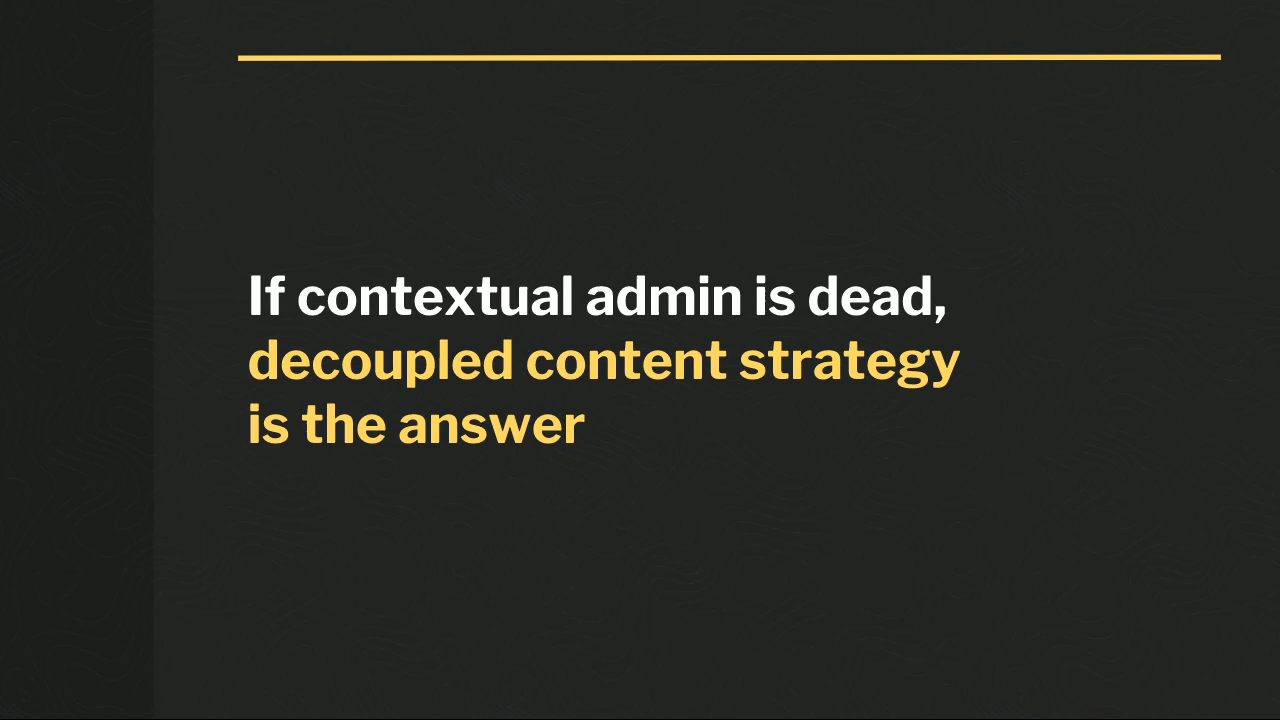 If contextual admin is dead,
decoupled content strategy
is the answer